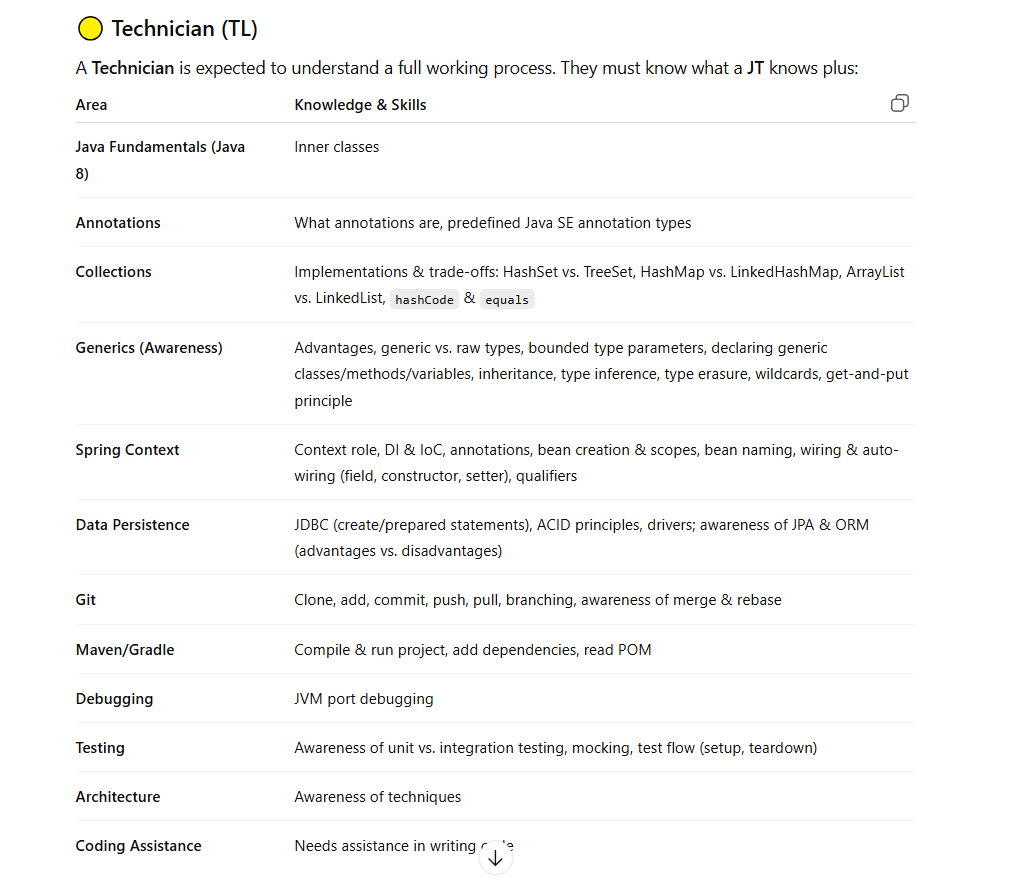 Technician (TL)
A Technician is expected to understand a full working process. They must know what a JT knows plus:
Area Knowledge & Skills
Java Fundamentals (Java Inner classes
8)
Annotations What annotations are, predefined Java SE annotation types
Collections Implementations & trade-offs: HashSet vs. TreeSet, HashMap vs. LinkedHashMap, ArrayList
vs. LinkedList, hashCode & equals
Generics (Awareness) Advantages, generic vs. raw types, bounded type parameters, declaring generic
classes/methods/variables, inheritance, type inference, type erasure, wildcards, get-and-put
principle
Spring Context Context role, DI & IoC, annotations, bean creation & scopes, bean naming, wiring & auto-
wiring (field, constructor, setter), qualifiers
Data Persistence JDBC (create/prepared statements), ACID principles, drivers; awareness of JPA & ORM
(advantages vs. disadvantages)
Git Clone, add, commit, push, pull, branching, awareness of merge & rebase
Maven/Gradle Compile & run project, add dependencies, read POM
Debugging JVM port debugging
Testing Awareness of unit vs. integration testing, mocking, test flow (setup, teardown)
Architecture Awareness of techniques
Coding Assistance Needs assistance in writing